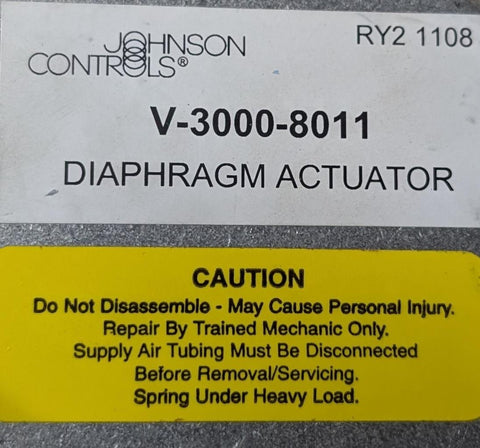 JOHNSON
CONTROLS®
RY2 1108
V-3000-8011
DIAPHRAGM ACTUATOR
CAUTION
Do Not Disassemble - May Cause Personal Injury.
Repair By Trained Mechanic Only.
Supply Air Tubing Must Be Disconnected
Before Removal/Servicing.
Spring Under Heavy Load.